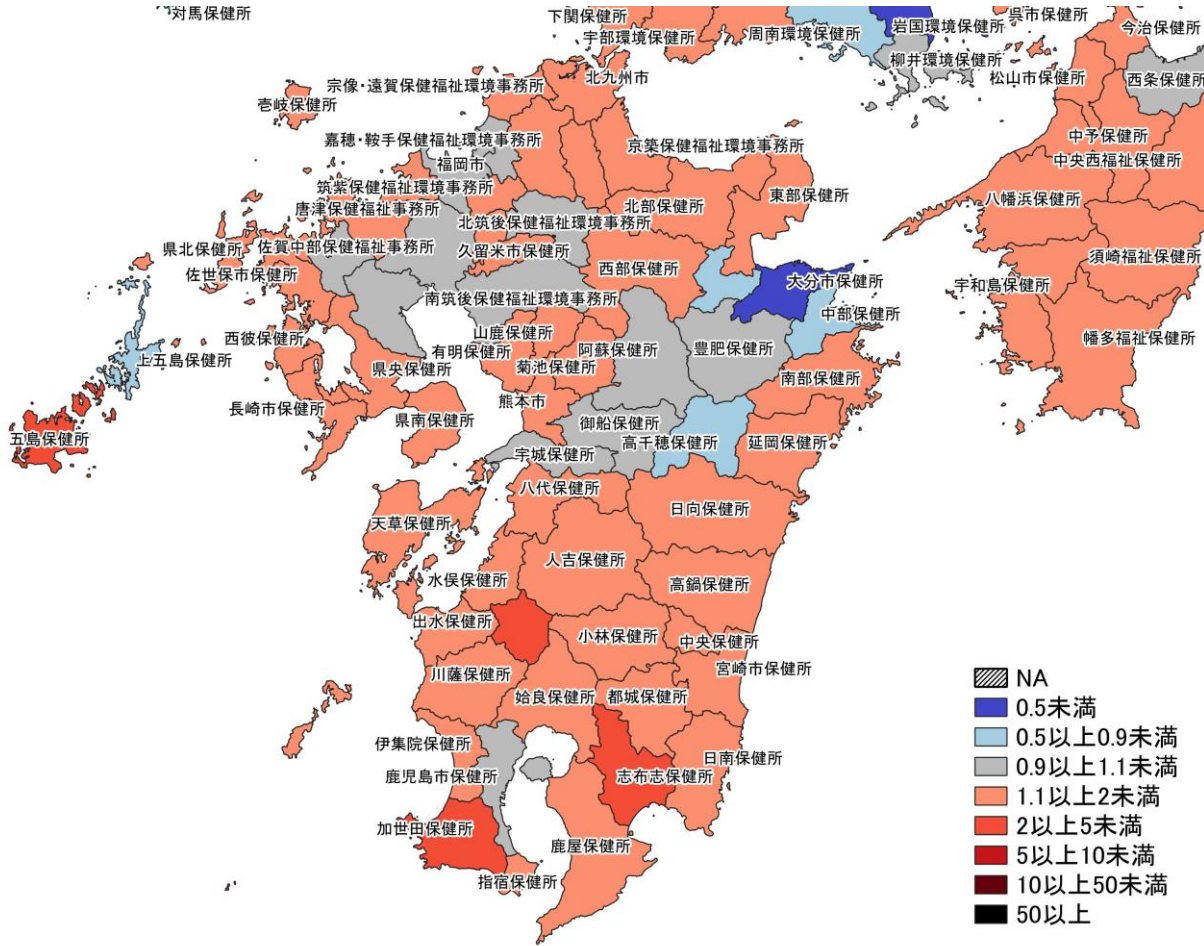 対馬保健所
下関保健所
岩国環境保健所
呉市保健所
今治保健所
宇部環境保健所
周南環境保健所
柳井環境保健所
北九州市
松山市保健所
西条保健所
宗像・遠賀保健福祉環境事務所
壱岐保健所
嘉穂・鞍手保健福祉環境事務所
京築保健福祉環境事務所
中予保健所
福岡市
中央西福祉保健所
筑紫保健福祉環境事務所
東部保健所
八幡浜保健所
唐津保健福祉事務所
北部保健所
北筑後保健福祉環境事務所
県北保健所
佐賀中部保健福祉事務所
久留米市保健所
須崎福祉保健所
佐世保市保健所
西部保健所
大分市保健所
宇和島保健所
南筑後保健福祉環境事務所
中部保健所
西彼保健所
山鹿保健所
幡多福祉保健所
有明保健所
阿蘇保健所
豊肥保健所
上五島保健所
県央保健所
菊池保健所
南部保健所
長崎市保健所
熊本市
県南保健所
御船保健所
五島保健所
高千穂保健所
延岡保健所
宇城保健所
八代保健所
日向保健所
天草保健所
人吉保健所
水俣保健所
高鍋保健所
出水保健所
小林保健所
中央保健所
川薩保健所
宮崎市保健所
姶良保健所
都城保健所
伊集院保健所
日南保健所
鹿児島市保健所
志布志保健所
加世田保健所
鹿屋保健所
指宿保健所
NA
0.5未満
0.5以上0.9未満
0.9以上1.1未満
1.1以上2未満
2以上5未満
5以上10未満
10以上50未満
50以上